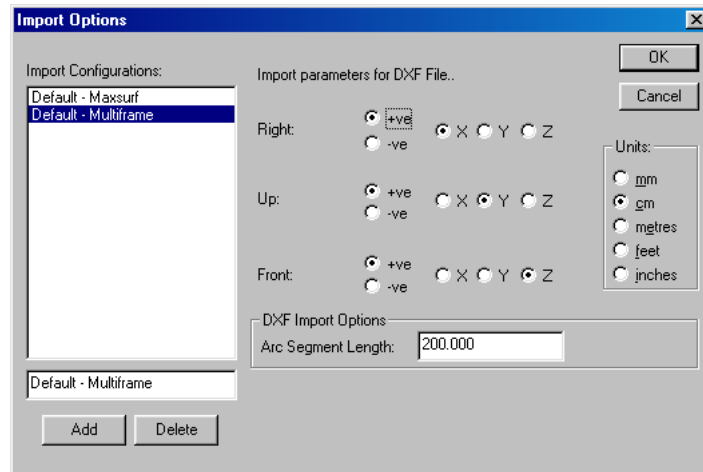 Import Options
Import Configurations:
Default - Maxsurf
Default - Multiframe
Default - Multiframe
Add
Delete
Import parameters for DXF File..
Right:
+ve
-ve
X Y Z
Up:
+ve
-ve
X Y Z
Front:
+ve
-ve
X Y Z
DXF Import Options
Arc Segment Length:
200.000
OK
Cancel
Units:
mm
cm
metres
feet
inches